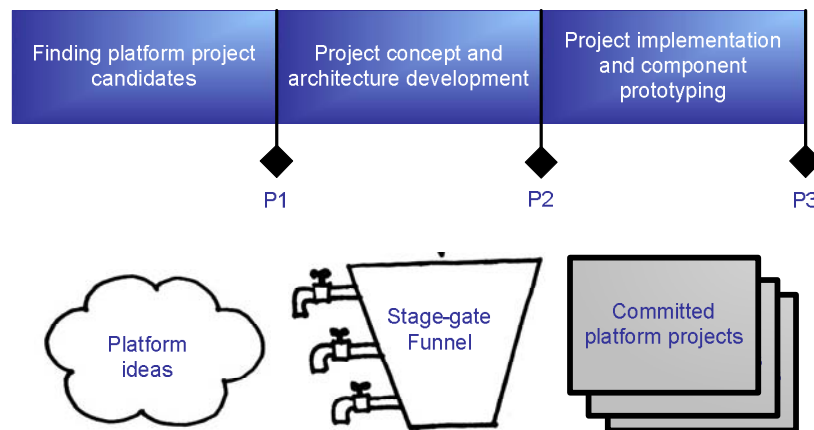 Finding platform project
candidates
Project concept and
architecture development
Project implementation
and component
prototyping
P1
P2
P3
Platform
ideas
Stage-gate
Funnel
Committed
platform projects